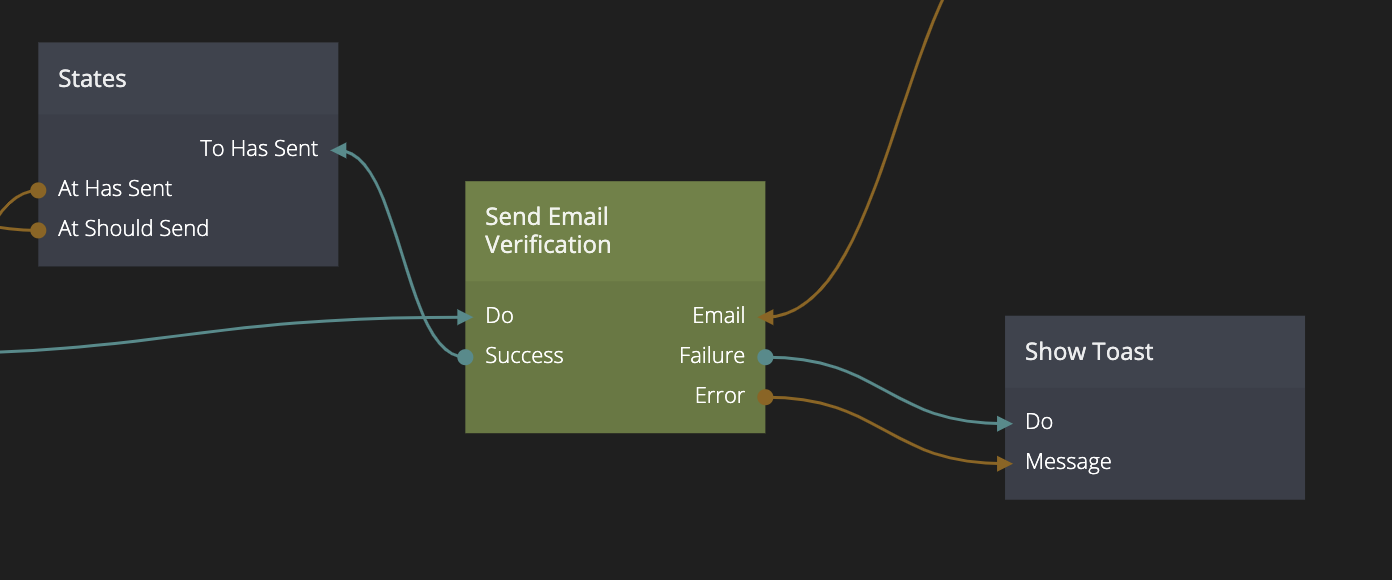 States
To Has Sent
At Has Sent
At Should Send
Send Email
Verification
Do
Email
Success
Failure
Error
Show Toast
Do
Message